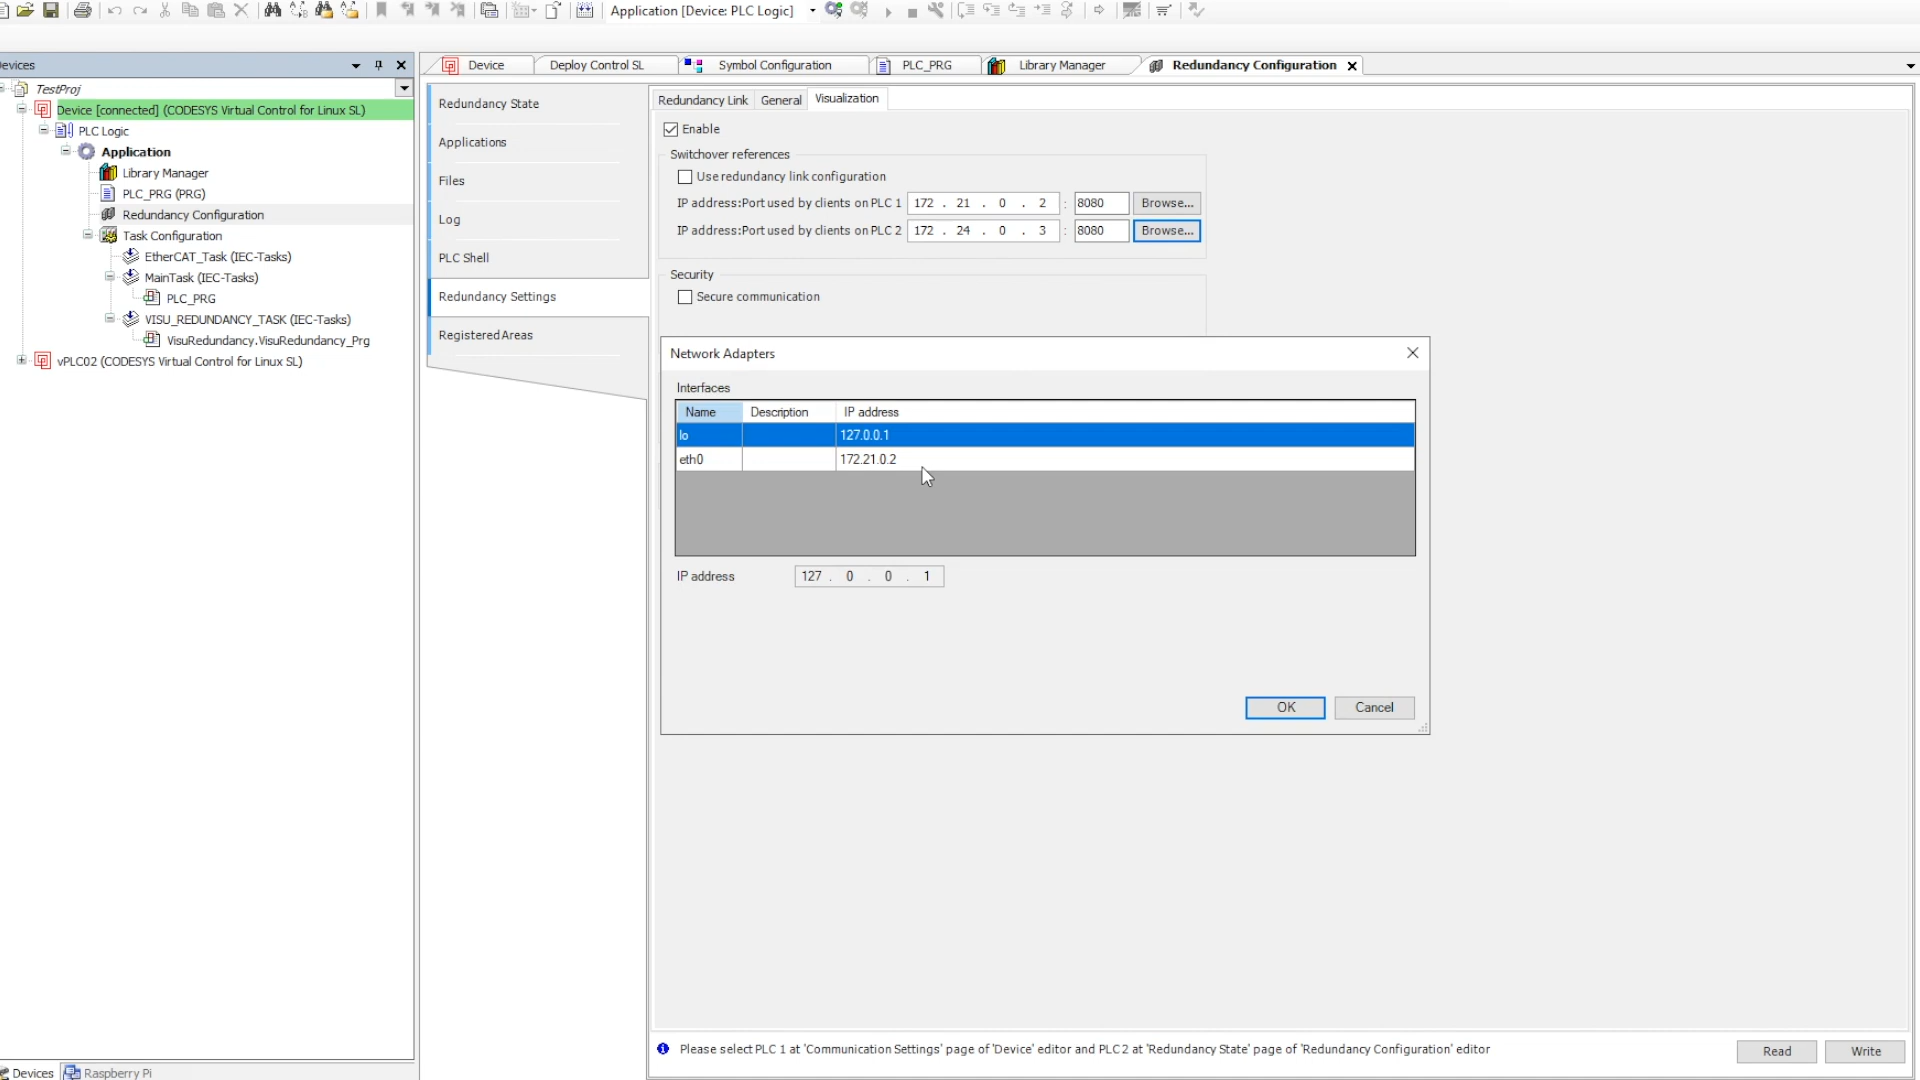 Application [Device: PLC Logic]
evices
TestProj
Device [connected] (CODESYS Virtual Control for Linux SL)
PLC Logic
Application
Library Manager
PLC_PRG (PRG)
Redundancy Configuration
Task Configuration
EtherCAT_Task (IEC-Tasks)
MainTask (IEC-Tasks)
PLC_PRG
VISU_REDUNDANCY_TASK (IEC-Tasks)
VisuRedundancy.VisuRedundancy_Prg
vPLC02 (CODESYS Virtual Control for Linux SL)
Devices
Raspberry Pi
Device
Deploy Control SL
Symbol Configuration
PLC_PRG
Library Manager
Redundancy Configuration
Redundancy State
Applications
Files
Log
PLC Shell
Redundancy Settings
Registered Areas
Redundancy Link
General
Visualization
Enable
Switchover references
Use redundancy link configuration
IP address:Port used by clients on PLC 1 172 . 21 . 0 . 2 : 8080 Browse...
IP address:Port used by clients on PLC 2 172 . 24 . 0 . 3 : 8080 Browse...
Security
Secure communication
Network Adapters
Interfaces
Name Description IP address
lo 127.0.0.1
eth0 172.21.0.2
IP address 127 . 0 . 0 . 1
OK Cancel
Please select PLC 1 at 'Communication Settings' page of 'Device' editor and PLC 2 at 'Redundancy State' page of 'Redundancy Configuration' editor
Read Write